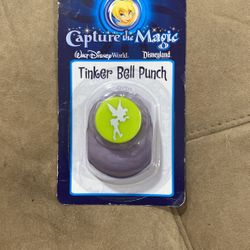 Capture the Magic
Walt Disney World Disneyland
Tinker Bell Punch